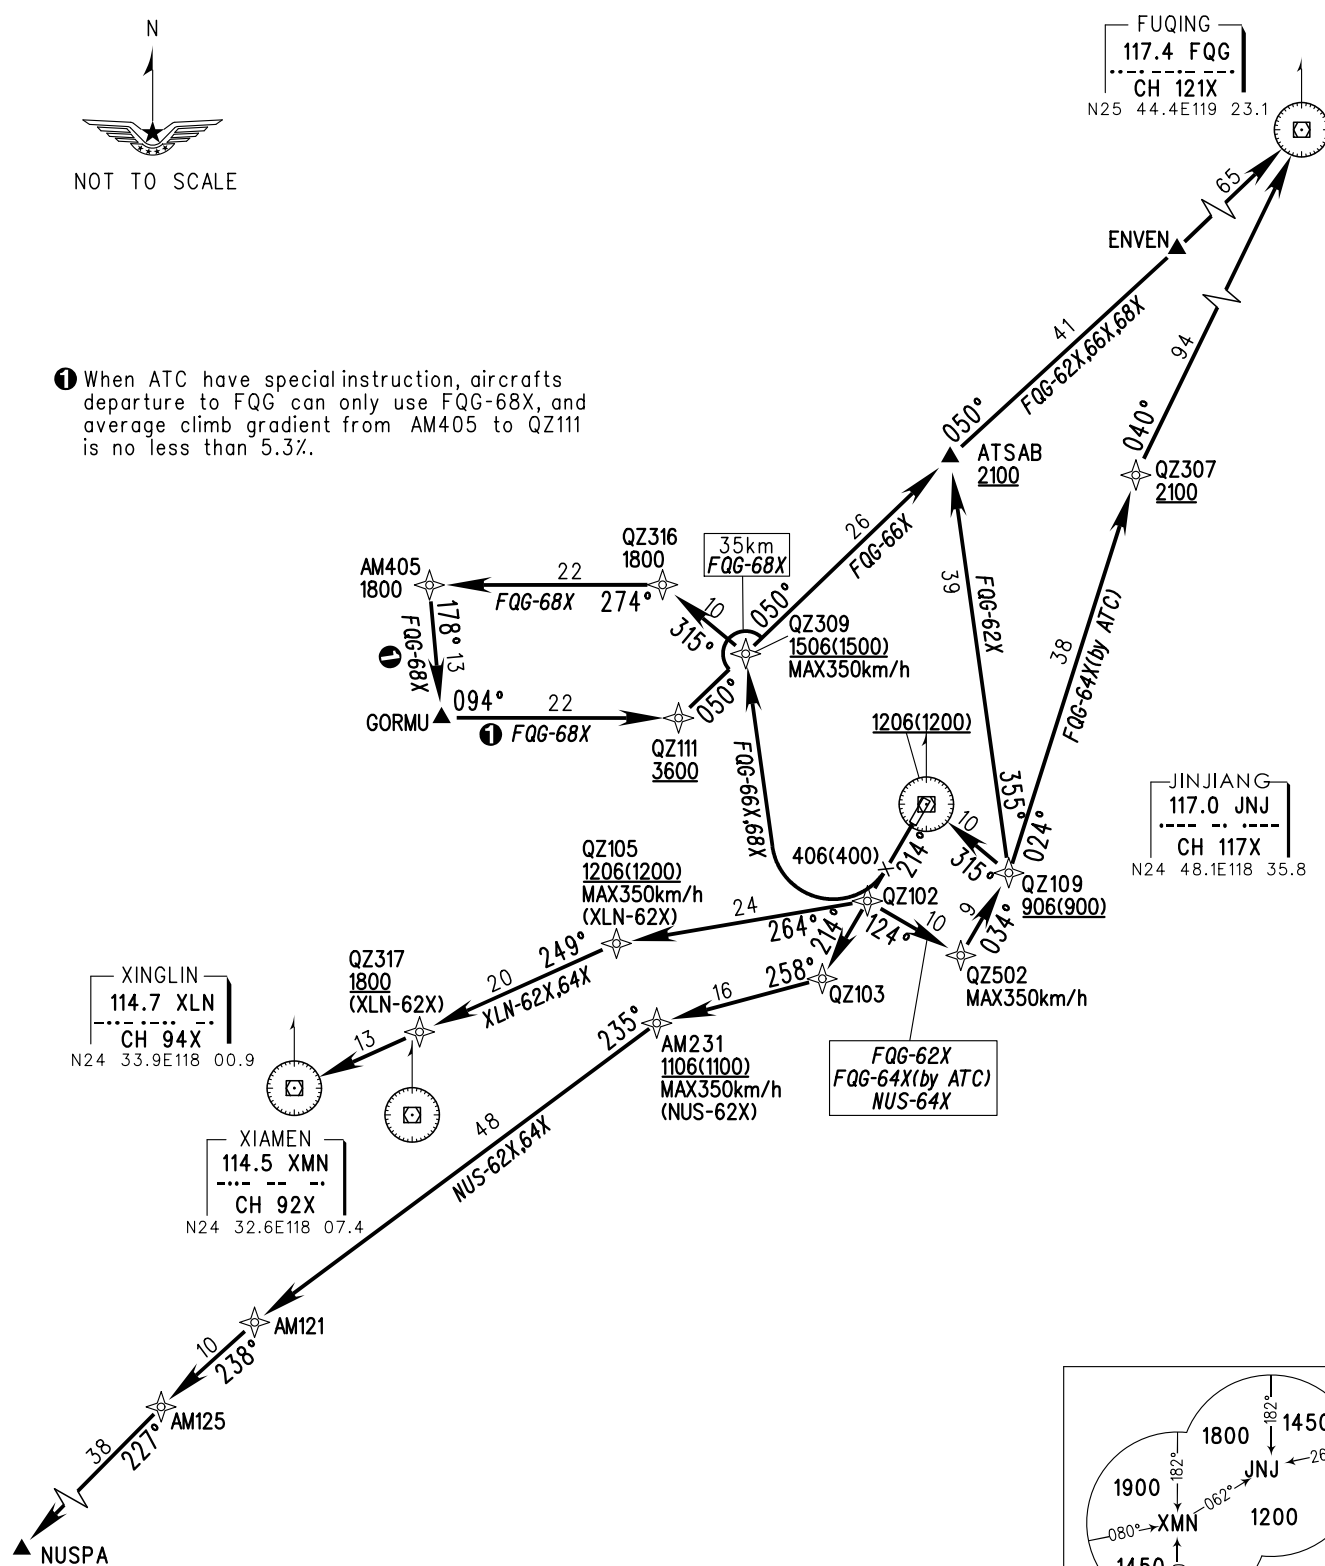 N
NOT TO SCALE
FUQING
117.4 FQG
CH 121X
N25 44.4E119 23.1
65
ENVEN
41
FQG-62X,66X,68X
94
❶ When ATC have special instruction, aircrafts
departure to FQG can only use FQG-68X, and
average climb gradient from AM405 to QZ111
is no less than 5.3%.
050°
ATSAB
2100
040°
QZ307
2100
26
FQG-66X
QZ316
1800
35km
FQG-68X
AM405
1800
22
FQG-68X
274°
10
315°
050°
QZ309
1506(1500)
MAX350km/h
39
FQG-62X
38
FQG-64X(by ATC)
178°
13
FQG-68X
❶
GORMU
094°
22
❶ FQG-68X
050°
QZ111
3600
FQG-66X,68X
1206(1200)
355°
024°
JINJIANG
117.0 JNJ
CH 117X
N24 48.1E118 35.8
406(400)
214°
10
315°
QZ109
906(900)
QZ105
1206(1200)
MAX350km/h
(XLN-62X)
24
264°
QZ102
214°
124°
10
9
034°
QZ502
MAX350km/h
249°
20
XLN-62X,64X
QZ317
1800
(XLN-62X)
13
258°
16
QZ103
235°
AM231
1106(1100)
MAX350km/h
(NUS-62X)
FQG-62X
FQG-64X(by ATC)
NUS-64X
XINGLIN
114.7 XLN
CH 94X
N24 33.9E118 00.9
XIAMEN
114.5 XMN
CH 92X
N24 32.6E118 07.4
48
NUS-62X,64X
AM121
10
238°
AM125
38
227°
NUSPA
182°
1450
1800
JNJ
26
182°
1900
062°
080°
XMN
1200
1450